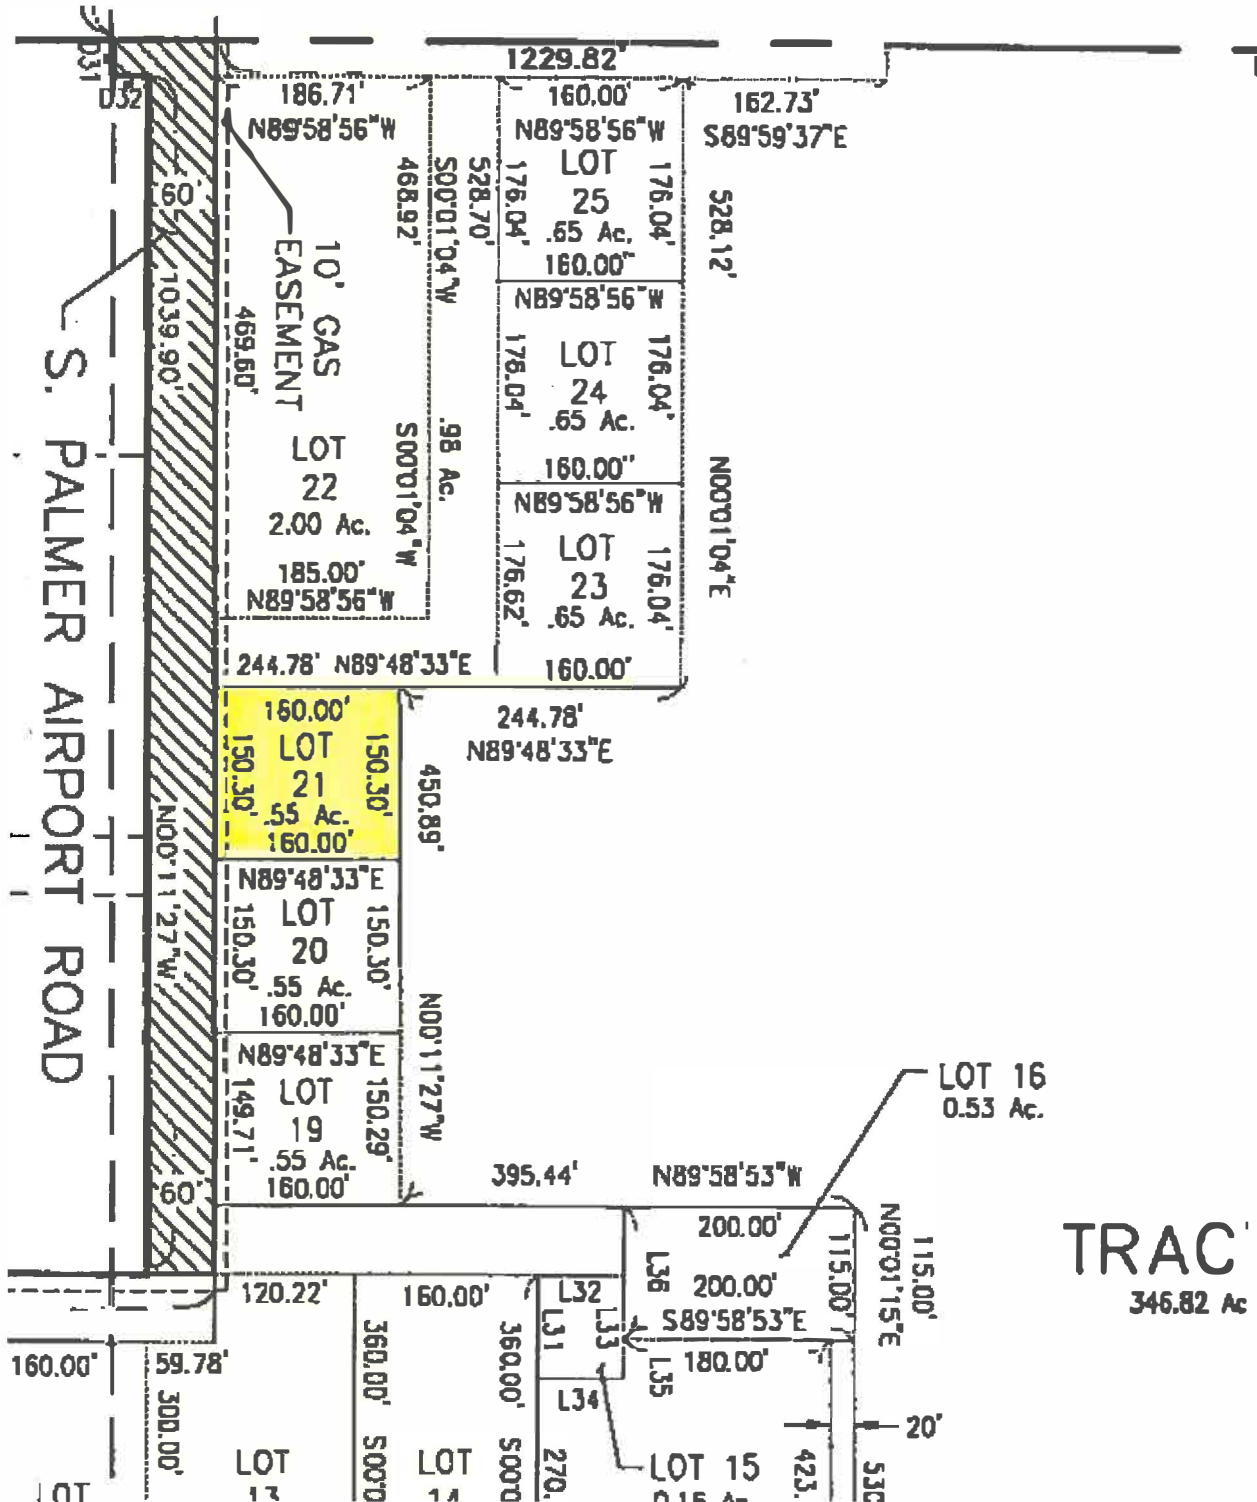 1229.82'
D31
D32
186.71'
N89°58'56"W
160.00'
N89°58'56"W
162.73'
S89°59'37"E
60'
10' GAS
EASEMENT
1039.90'
469.60'
468.92'
S00°01'04"W
S00°01'04"W
.98 Ac.
528.70'
LOT
22
2.00 Ac.
185.00'
N89°58'56"W
176.04'
LOT
25
.65 Ac.
176.04'
160.00"
N89°58'56"W
528.12'
176.04'
LOT
24
.65 Ac.
176.04'
160.00"
N89°58'56"W
N00°01'04"E
176.62'
LOT
23
.65 Ac.
176.04'
160.00'
244.78' N89°48'33"E
244.78'
N89°48'33"E
S. PALMER AIRPORT ROAD
N00°11'27"W
160.00'
150.30'
LOT
21
.55 Ac.
150.30'
160.00'
450.89'
N89°48'33"E
150.30'
LOT
20
.55 Ac.
150.30'
160.00'
N89°48'33"E
149.71'
LOT
19
.55 Ac.
150.29'
160.00'
N00°11'27"W
60'
LOT 16
0.53 Ac.
395.44'
N89°58'53"W
200.00'
L36
115.00'
N00°01'15"E
115.00'
TRAC
346.82 Ac
200.00'
S89°58'53"E
180.00'
120.22'
160.00'
L32
L31
L33
L34
L35
160.00'
59.78'
300.00'
360.00'
360.00'
S00°0
S00°0
270.
20'
423.
530
LOT
LOT
13
LOT
14
LOT 15